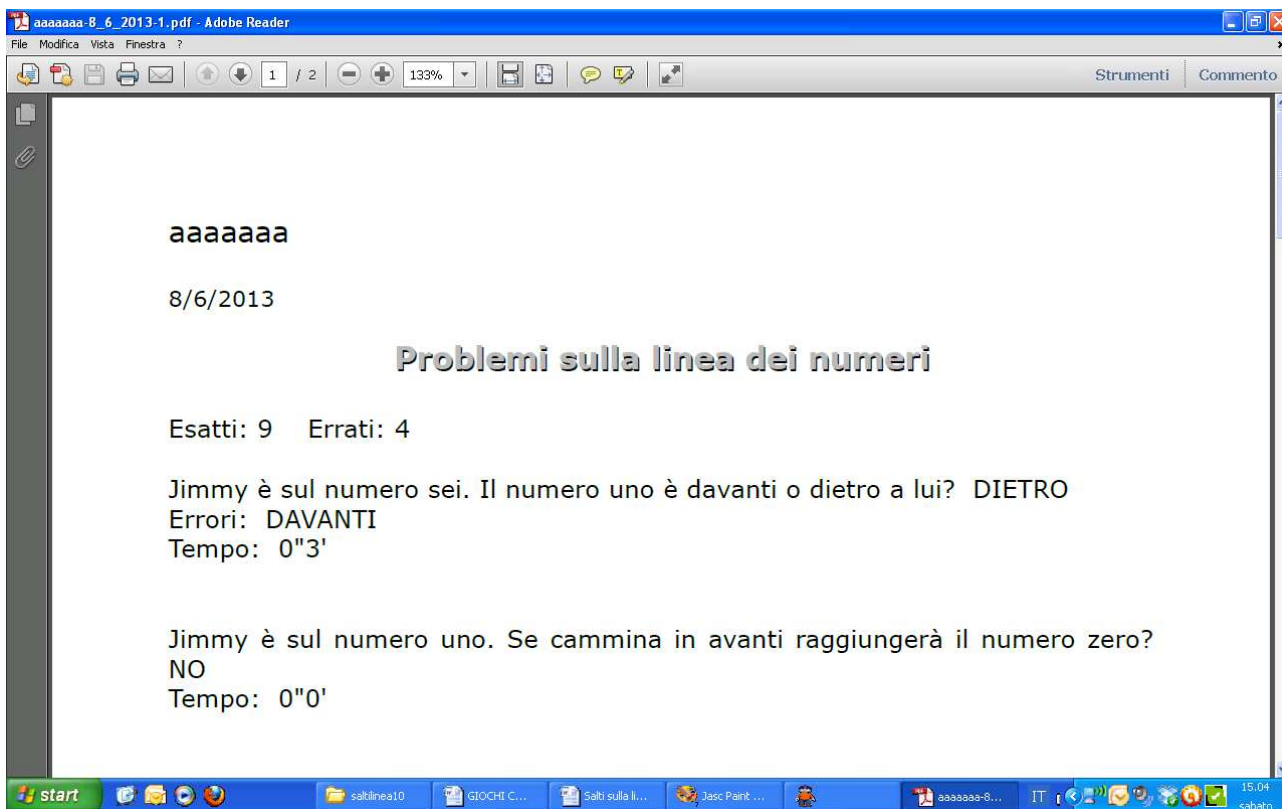 aaaaaaa-8_6_2013-1.pdf - Adobe Reader
File Modifica Vista Finestra ?
1 / 2 133% Strumenti Commento
aaaaaaa
8/6/2013
Problemi sulla linea dei numeri
Esatti: 9 Errati: 4
Jimmy è sul numero sei. Il numero uno è davanti o dietro a lui? DIETRO
Errori: DAVANTI
Tempo: 0"3'
Jimmy è sul numero uno. Se cammina in avanti raggiungerà il numero zero?
NO
Tempo: 0"0'
start saltilinea10 GIOCHI C... Salti sulla li... Jasc Paint ... aaaaaaa-8... IT 15.04
sabato